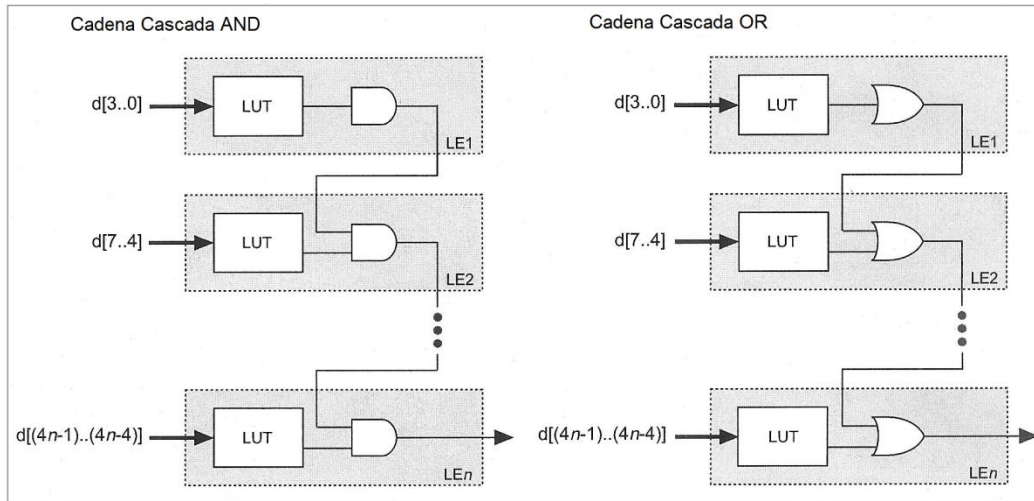 Cadena Cascada AND
d[3..0]
LUT
LE1
d[7..4]
LUT
LE2
d[(4n-1)..(4n-4)]
LUT
LEn
Cadena Cascada OR
d[3..0]
LUT
LE1
d[7..4]
LUT
LE2
d[(4n-1)..(4n-4)]
LUT
LEn